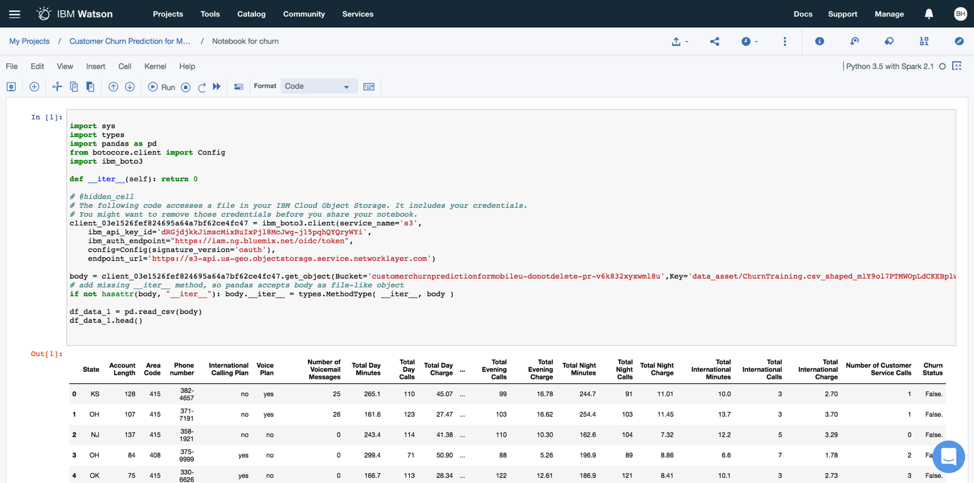 IBM Watson Projects Tools Catalog Community Services Docs Support Manage BH
My Projects / Customer Churn Prediction for M... / Notebook for churn
File Edit View Insert Cell Kernel Help | Python 3.5 with Spark 2.1
Run Format Code
In [1]:
import sys
import types
import pandas as pd
from botocore.client import Config
import ibm_boto3
def __iter__(self): return 0
# @hidden_cell
# The following code accesses a file in your IBM Cloud Object Storage. It includes your credentials.
# You might want to remove those credentials before you share your notebook.
client_03e1526fef824695a64a7bf62ce4fc47 = ibm_boto3.client(service_name='s3',
ibm_api_key_id='dRGjdjkkJimscMixBuIxPjl8McJwg-jl5pqhQYQryWYi',
ibm_auth_endpoint="https://iam.ng.bluemix.net/oidc/token",
config=Config(signature_version='oauth'),
endpoint_url='https://s3-api.us-geo.objectstorage.service.networklayer.com')
body = client_03e1526fef824695a64a7bf62ce4fc47.get_object(Bucket='customerchurnpredictionformobileu-donotdelete-pr-v6k832xyxwml8u',Key='data_asset/ChurnTraining.csv_shaped_mlY9ol7PTMWOpLdCKEBplv
# add missing __iter__ method, so pandas accepts body as file-like object
if not hasattr(body, "__iter__"): body.__iter__ = types.MethodType( __iter__, body )
df_data_1 = pd.read_csv(body)
df_data_1.head()
Out[1]:
State Account Length Area Code Phone number International Calling Plan Voice Plan Number of Voicemail Messages Total Day Minutes Total Day Calls Total Day Charge ... Total Evening Calls Total Evening Charge Total Night Minutes Total Night Calls Total Night Charge Total International Minutes Total International Calls Total International Charge Number of Customer Service Calls Churn Status
0 KS 128 415 382-4657 no yes 25 265.1 110 45.07 ... 99 16.78 244.7 91 11.01 10.0 3 2.70 1 False.
1 OH 107 415 371-7191 no yes 26 161.6 123 27.47 ... 103 16.62 254.4 103 11.45 13.7 3 3.70 1 False.
2 NJ 137 415 358-1921 no no 0 243.4 114 41.38 ... 110 10.30 162.6 104 7.32 12.2 5 3.29 0 False.
3 OH 84 408 375-9999 yes no 0 299.4 71 50.90 ... 88 5.26 196.9 89 8.86 6.6 7 1.78 2
4 OK 75 415 330-6626 yes no 0 166.7 113 28.34 ... 122 12.61 186.9 121 8.41 10.1 3 2.73 3